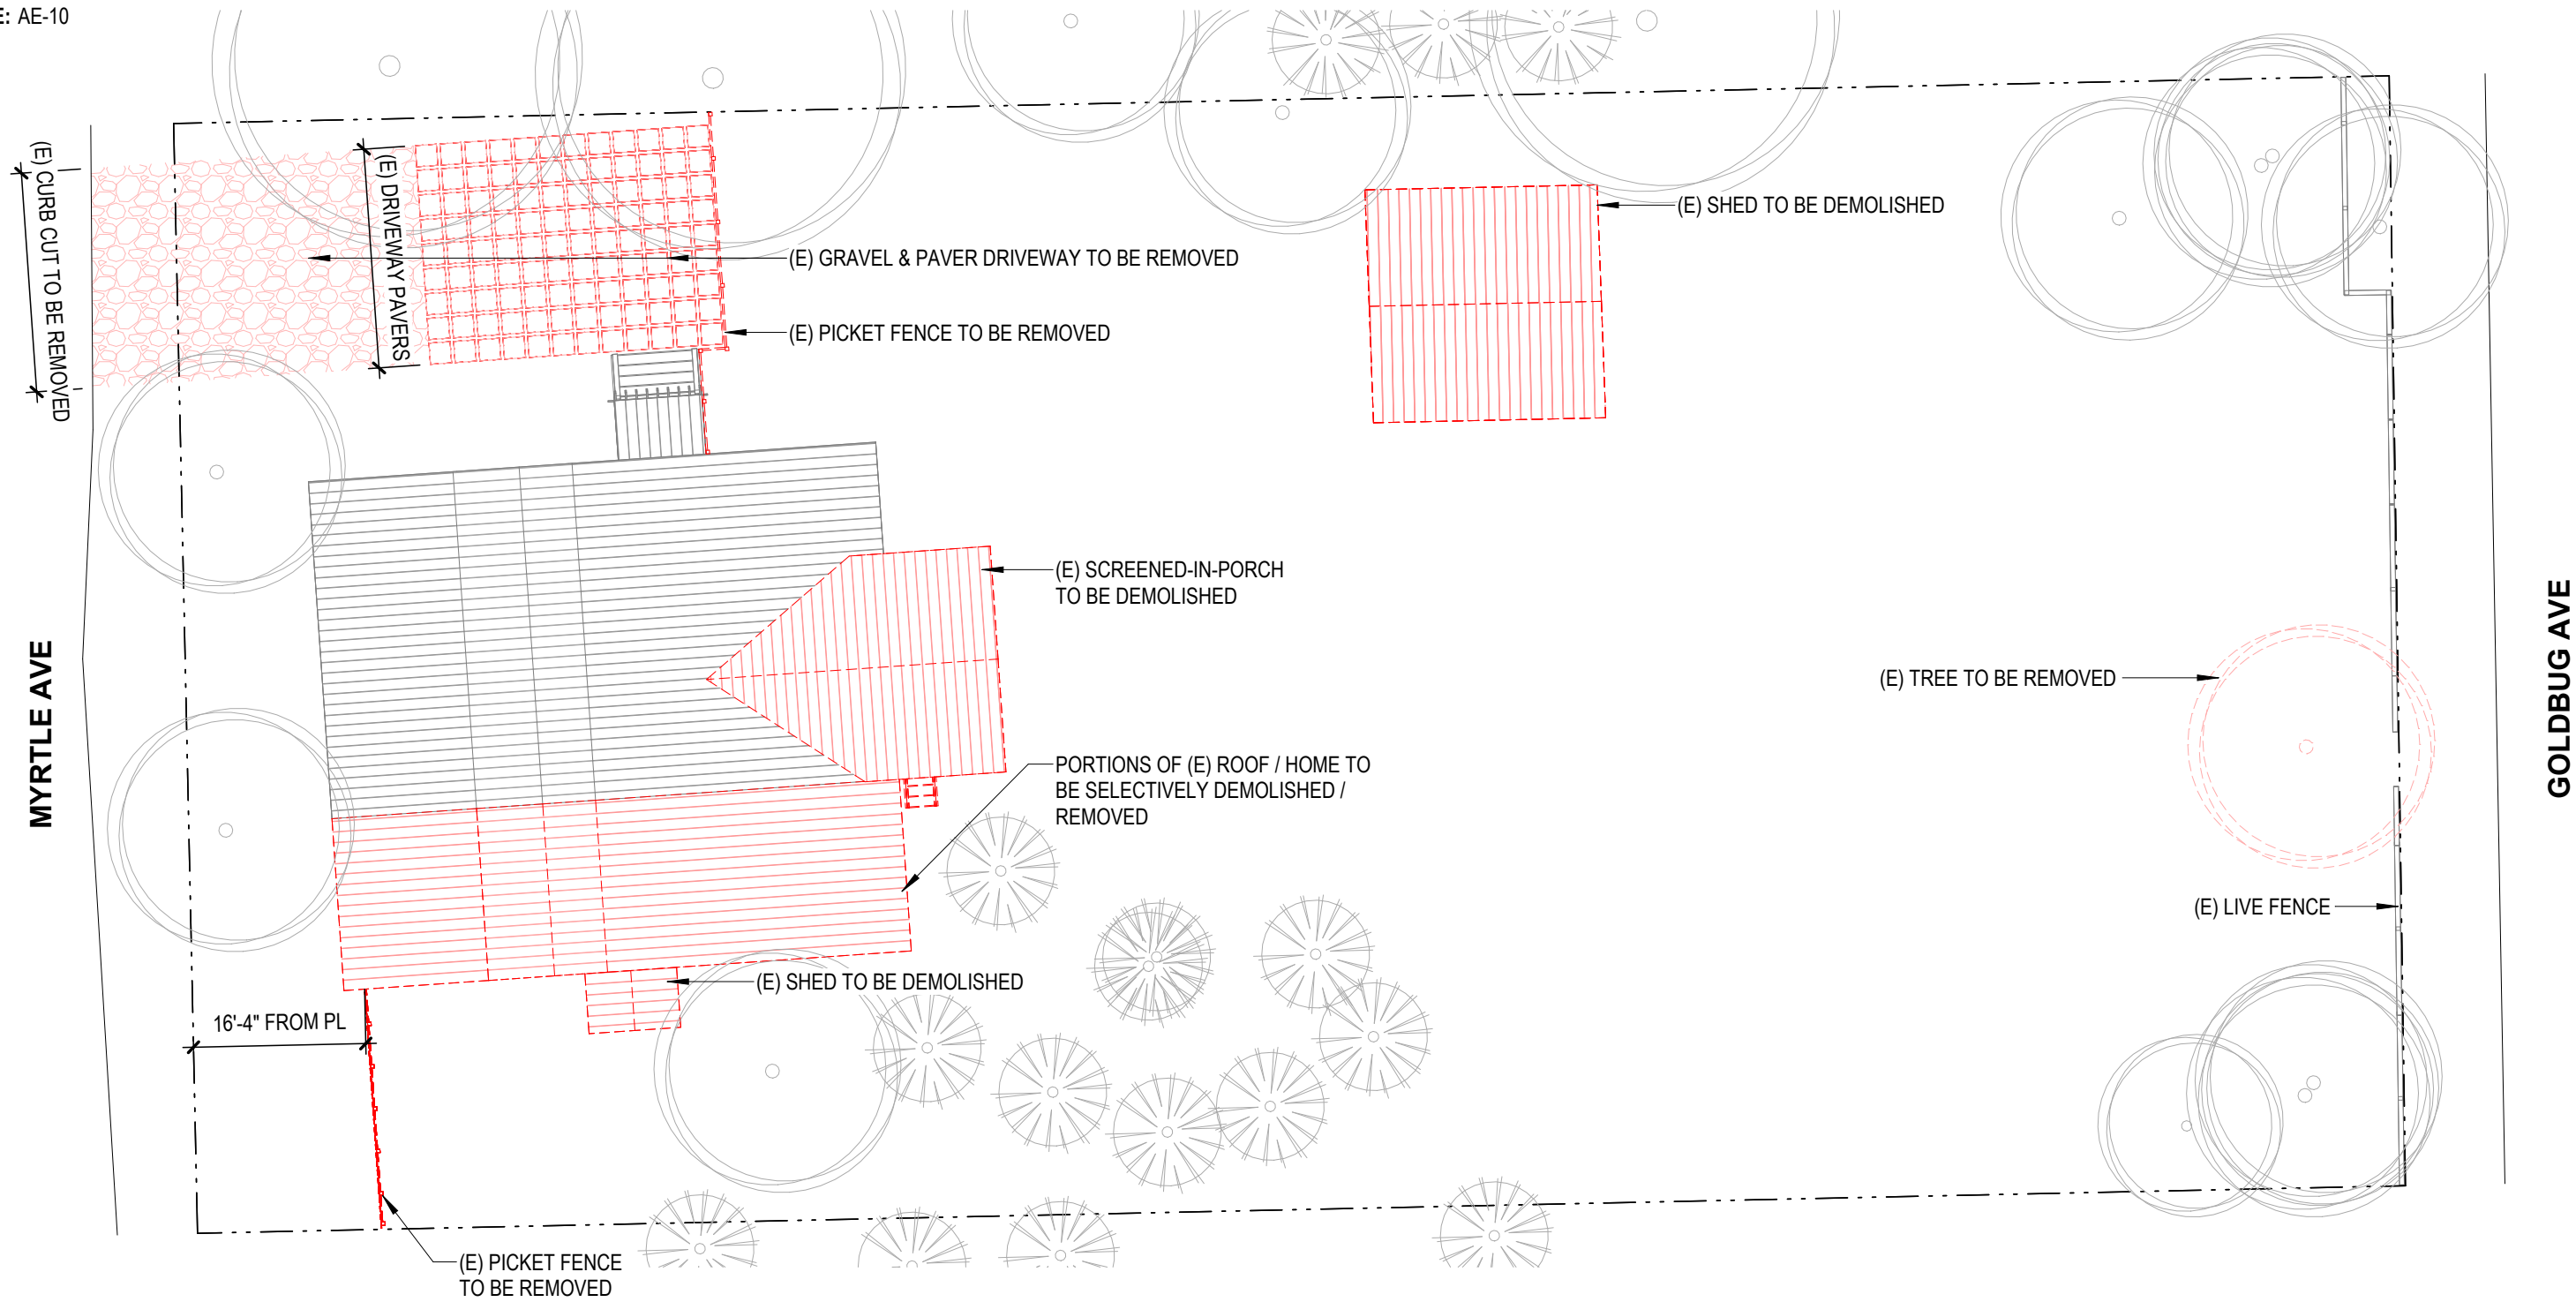 E: AE-10
(E) CURB CUT TO BE REMOVED
(E) DRIVEWAY PAVERS
(E) SHED TO BE DEMOLISHED
(E) GRAVEL & PAVER DRIVEWAY TO BE REMOVED
(E) PICKET FENCE TO BE REMOVED
(E) SCREENED-IN-PORCH
TO BE DEMOLISHED
MYRTLE AVE
GOLDBUG AVE
(E) TREE TO BE REMOVED
PORTIONS OF (E) ROOF / HOME TO
BE SELECTIVELY DEMOLISHED /
REMOVED
(E) LIVE FENCE
(E) SHED TO BE DEMOLISHED
16'-4" FROM PL
(E) PICKET FENCE
TO BE REMOVED